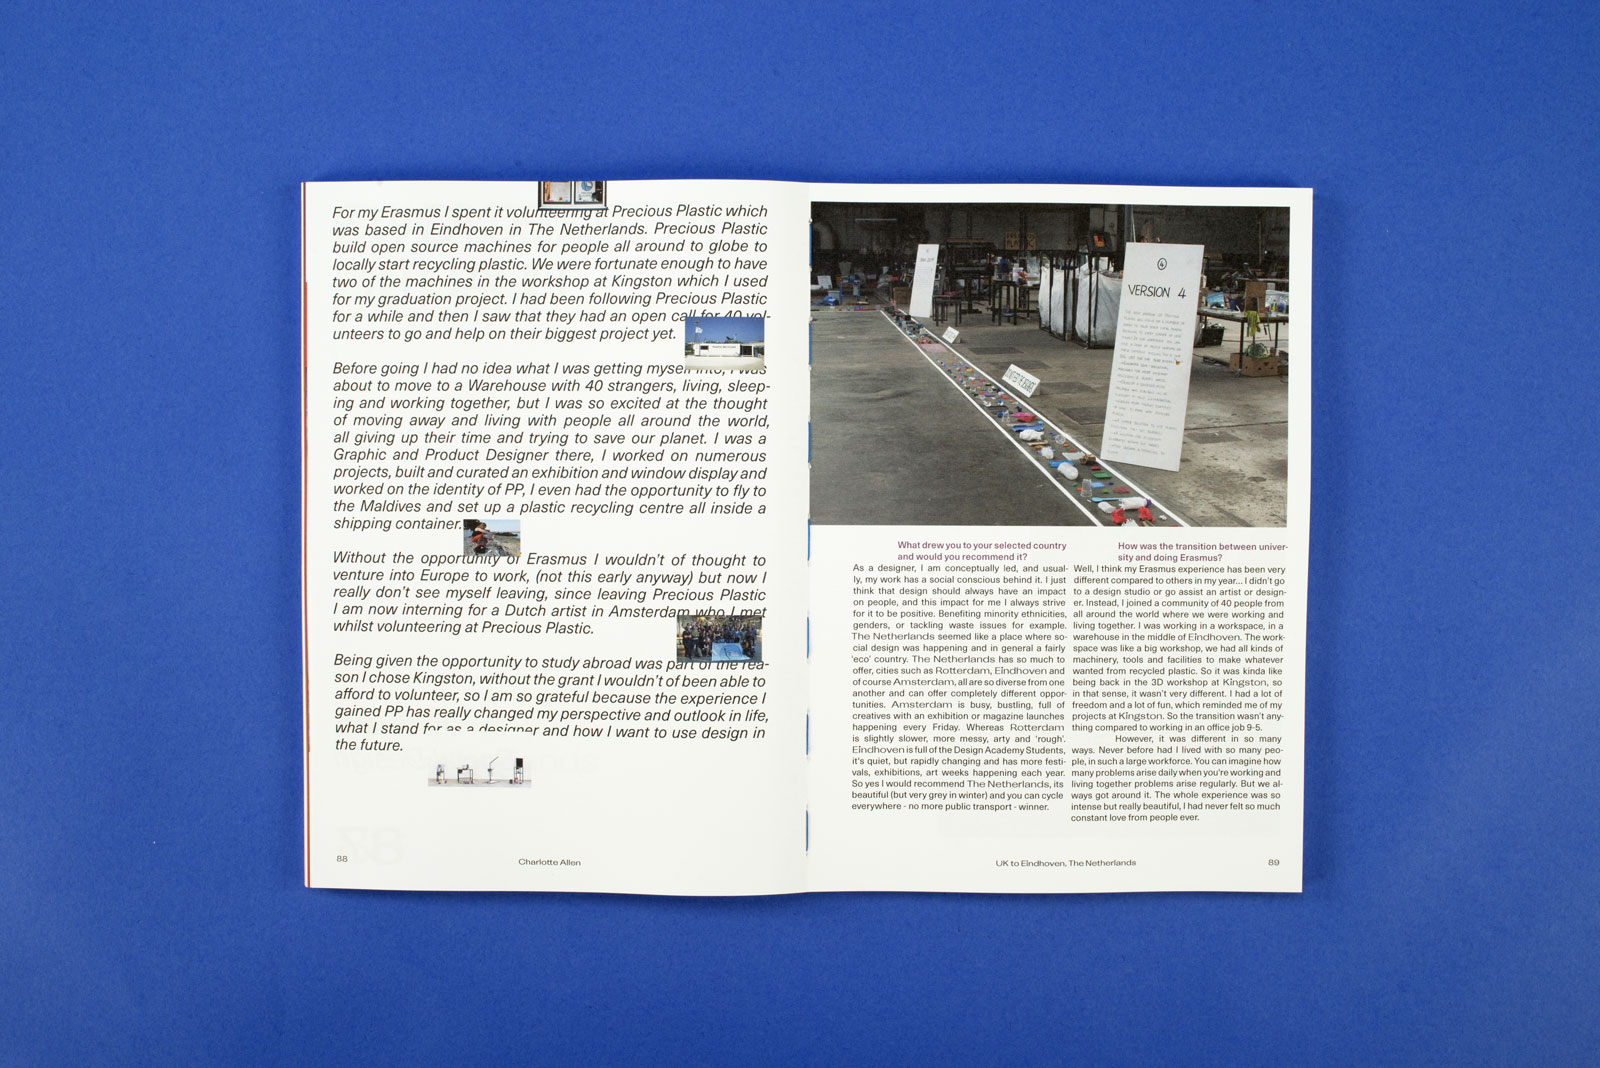 For my Erasmus I spent it volunteering at Precious Plastic which
was based in Eindhoven in The Netherlands. Precious Plastic
build open source machines for people all around to globe to
locally start recycling plastic. We were fortunate enough to have
two of the machines in the workshop at Kingston which I used
for my graduation project. I had been following Precious Plastic
for a while and then I saw that they had an open call for 40 vol-
unteers to go and help on their biggest project yet.
Before going I had no idea what I was getting myself into, I was
about to move to a Warehouse with 40 strangers, living, sleep-
ing and working together, but I was so excited at the thought
of moving away and living with people all around the world,
all giving up their time and trying to save our planet. I was a
Graphic and Product Designer there, I worked on numerous
projects, built and curated an exhibition and window display and
worked on the identity of PP, I even had the opportunity to fly to
the Maldives and set up a plastic recycling centre all inside a
shipping container.
Without the opportunity of Erasmus I wouldn't of thought to
venture into Europe to work, (not this early anyway) but now I
really don't see myself leaving, since leaving Precious Plastic
I am now interning for a Dutch artist in Amsterdam who I met
whilst volunteering at Precious Plastic.
Being given the opportunity to study abroad was part of the rea-
son I chose Kingston, without the grant I wouldn't of been able to
afford to volunteer, so I am so grateful because the experience I
gained PP has really changed my perspective and outlook in life,
what I stand for as a designer and how I want to use design in
the future.
88
Charlotte Allen
4
VERSION 4
What drew you to your selected country
and would you recommend it?
As a designer, I am conceptually led, and usual-
ly, my work has a social conscious behind it. I just
think that design should always have an impact
on people, and this impact for me I always strive
for it to be positive. Benefiting minority ethnicities,
genders, or tackling waste issues for example.
The Netherlands seemed like a place where so-
cial design was happening and in general a fairly
'eco' country. The Netherlands has so much to
offer, cities such as Rotterdam, Eindhoven and
of course Amsterdam, all are so diverse from one
another and can offer completely different oppor-
tunities. Amsterdam is busy, bustling, full of
creatives with an exhibition or magazine launches
happening every Friday. Whereas Rotterdam
is slightly slower, more messy, arty and 'rough'.
Eindhoven is full of the Design Academy Students,
it's quiet, but rapidly changing and has more festi-
vals, exhibitions, art weeks happening each year.
So yes I would recommend The Netherlands, its
beautiful (but very grey in winter) and you can cycle
everywhere - no more public transport - winner.
How was the transition between univer-
sity and doing Erasmus?
Well, I think my Erasmus experience has been very
different compared to others in my year... I didn't go
to a design studio or go assist an artist or design-
er. Instead, I joined a community of 40 people from
all around the world where we were working and
living together. I was working in a workspace, in a
warehouse in the middle of Eindhoven. The work-
space was like a big workshop, we had all kinds of
machinery, tools and facilities to make whatever
wanted from recycled plastic. So it was kinda like
being back in the 3D workshop at Kingston, so
in that sense, it wasn't very different. I had a lot of
freedom and a lot of fun, which reminded me of my
projects at Kingston. So the transition wasn't any-
thing compared to working in an office job 9-5.
However, it was different in so many
ways. Never before had I lived with so many peo-
ple, in such a large workforce. You can imagine how
many problems arise daily when you're working and
living together problems arise regularly. But we al-
ways got around it. The whole experience was so
intense but really beautiful, I had never felt so much
constant love from people ever.
UK to Eindhoven, The Netherlands
89